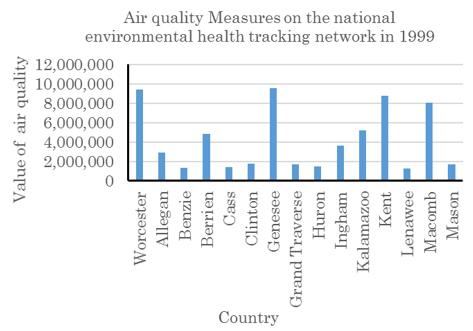 Air quality Measures on the national
environmental health tracking network in 1999
Value of air quality
12,000,000
10,000,000
8,000,000
6,000,000
4,000,000
2,000,000
0
Worcester
Allegan
Benzie
Berrien
Cass
Clinton
Genesee
Grand Traverse
Huron
Ingham
Kalamazoo
Kent
Lenawee
Macomb
Mason
Country